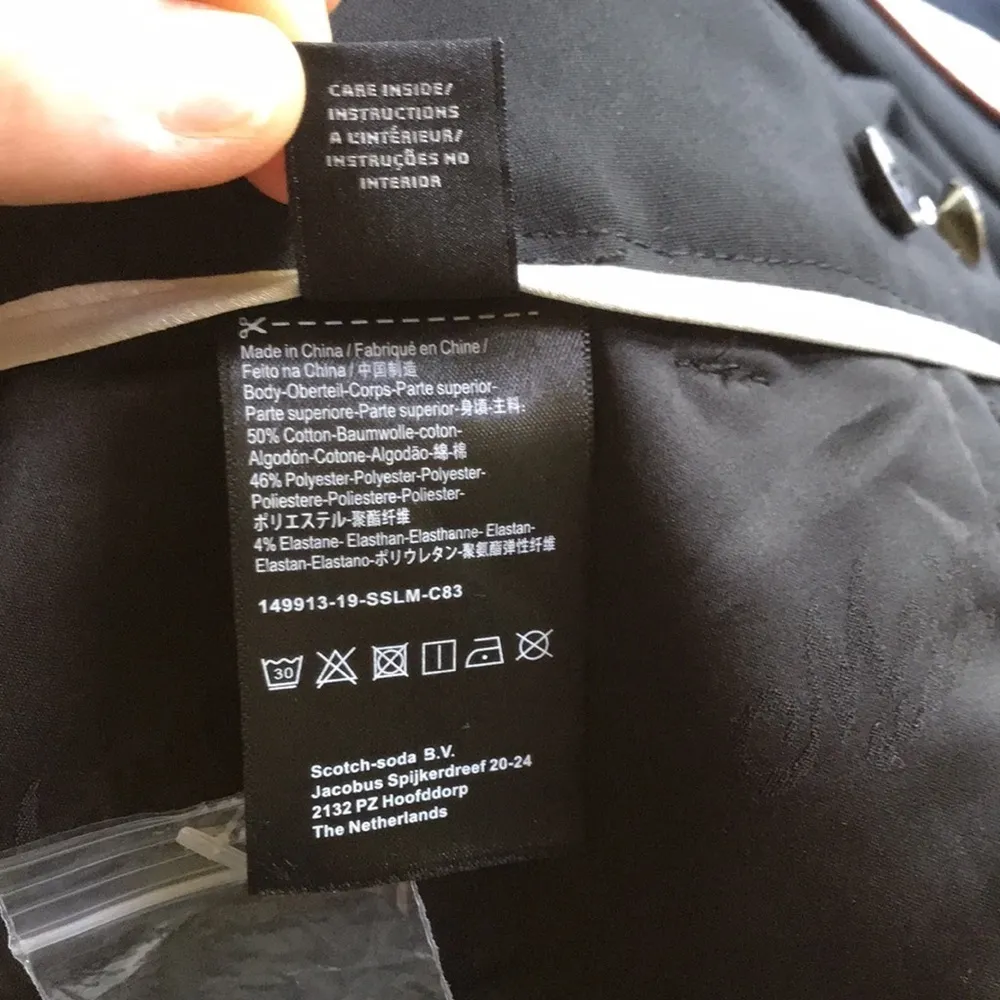 CARE INSIDE/
INSTRUCTIONS
A L'INTÉRIEUR/
INSTRUÇÕES NO
INTERIOR
Made in China / Fabriqué en Chine /
Feito na China / 中国制造
Body-Oberteil-Corps-Parte superior-
Parte superiore-Parte superior-身頃-主料:
50% Cotton-Baumwolle-coton-
Algodón-Cotone-Algodão-綿-棉
46% Polyester-Polyester-Polyester-
Poliestere-Poliestere-Poliester-
ポリエステル-聚酯纤维
4% Elastane- Elasthan-Elasthanne- Elastan-
Elastan-Elastano-ポリウレタン-聚氨酯弹性纤维
149913-19-SSLM-C83
30
Scotch-soda B.V.
Jacobus Spijkerdreef 20-24
2132 PZ Hoofddorp
The Netherlands